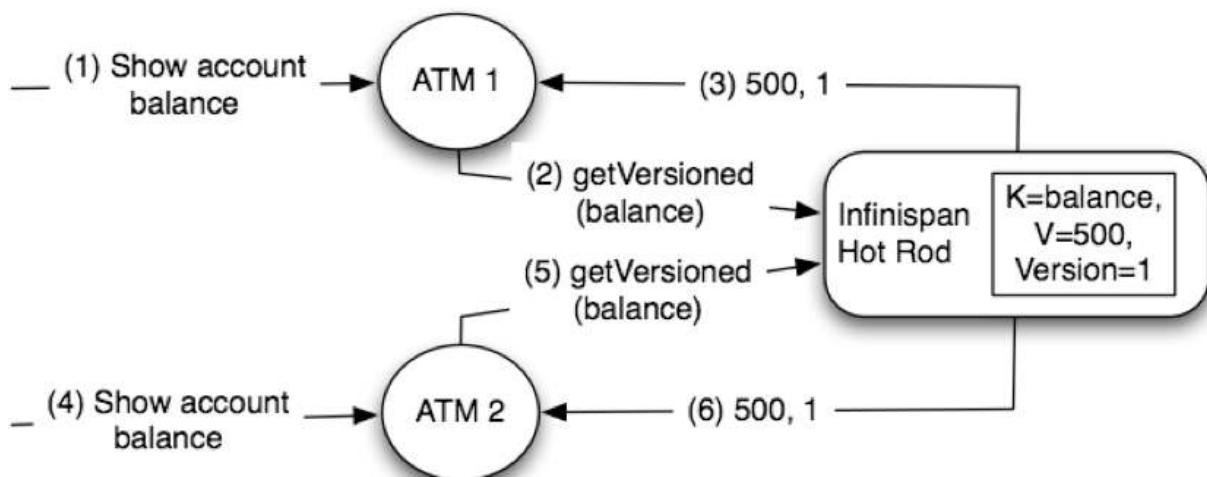 (1) Show account
balance
ATM 1
(3) 500, 1
(2) getVersioned
(balance)
Infinispan
Hot Rod
K=balance,
V=500,
Version=1
(5) getVersioned
(balance)
(4) Show account
balance
ATM 2
(6) 500, 1